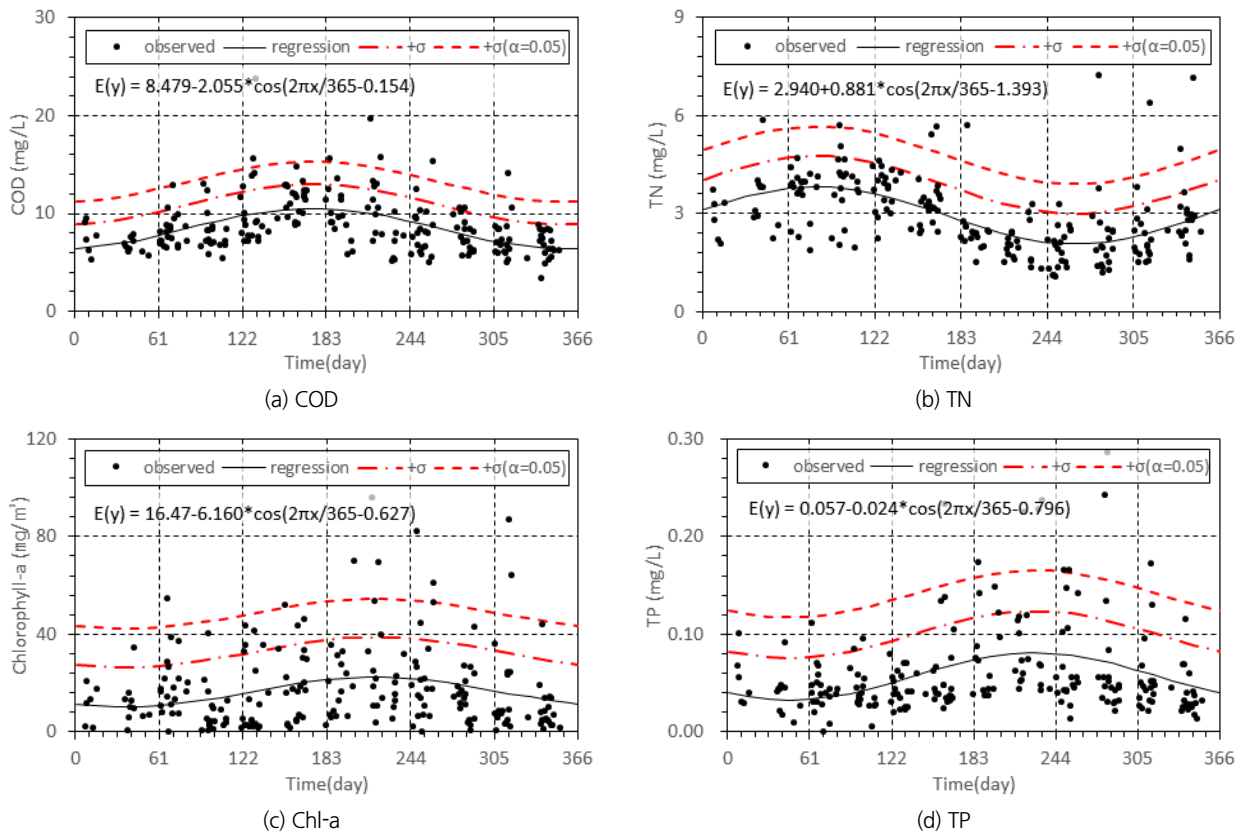 30
20
10
0
COD (mg/L)
observed regression +σ +σ(α=0.05)
E(y) = 8.479-2.055*cos(2πx/365-0.154)
0 61 122 183 244 305 366
Time(day)
(a) COD
9
6
3
0
TN (mg/L)
observed regression +σ +σ(α=0.05)
E(y) = 2.940+0.881*cos(2πx/365-1.393)
0 61 122 183 244 305 366
Time(day)
(b) TN
120
80
40
0
Chlorophyll-a (mg/m³)
observed regression +σ +σ(α=0.05)
E(y) = 16.47-6.160*cos(2πx/365-0.627)
0 61 122 183 244 305 366
Time(day)
(c) Chl-a
0.30
0.20
0.10
0.00
TP (mg/L)
observed regression +σ +σ(α=0.05)
E(y) = 0.057-0.024*cos(2πx/365-0.796)
0 61 122 183 244 305 366
Time(day)
(d) TP